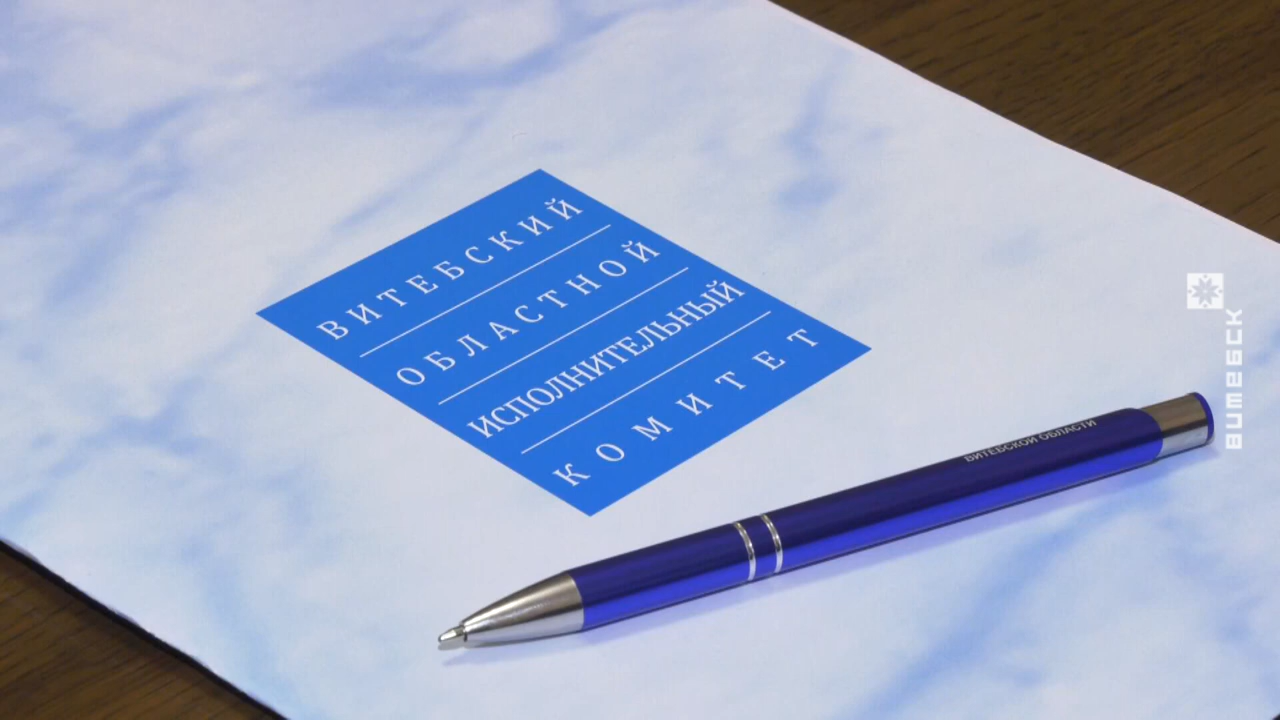 ВИТЕБСКИЙ
ОБЛАСТНОЙ
ИСПОЛНИТЕЛЬНЫЙ
КОМИТЕТ
ВИТЕБСКОЙ ОБЛАСТИ
ВИТЕБСК